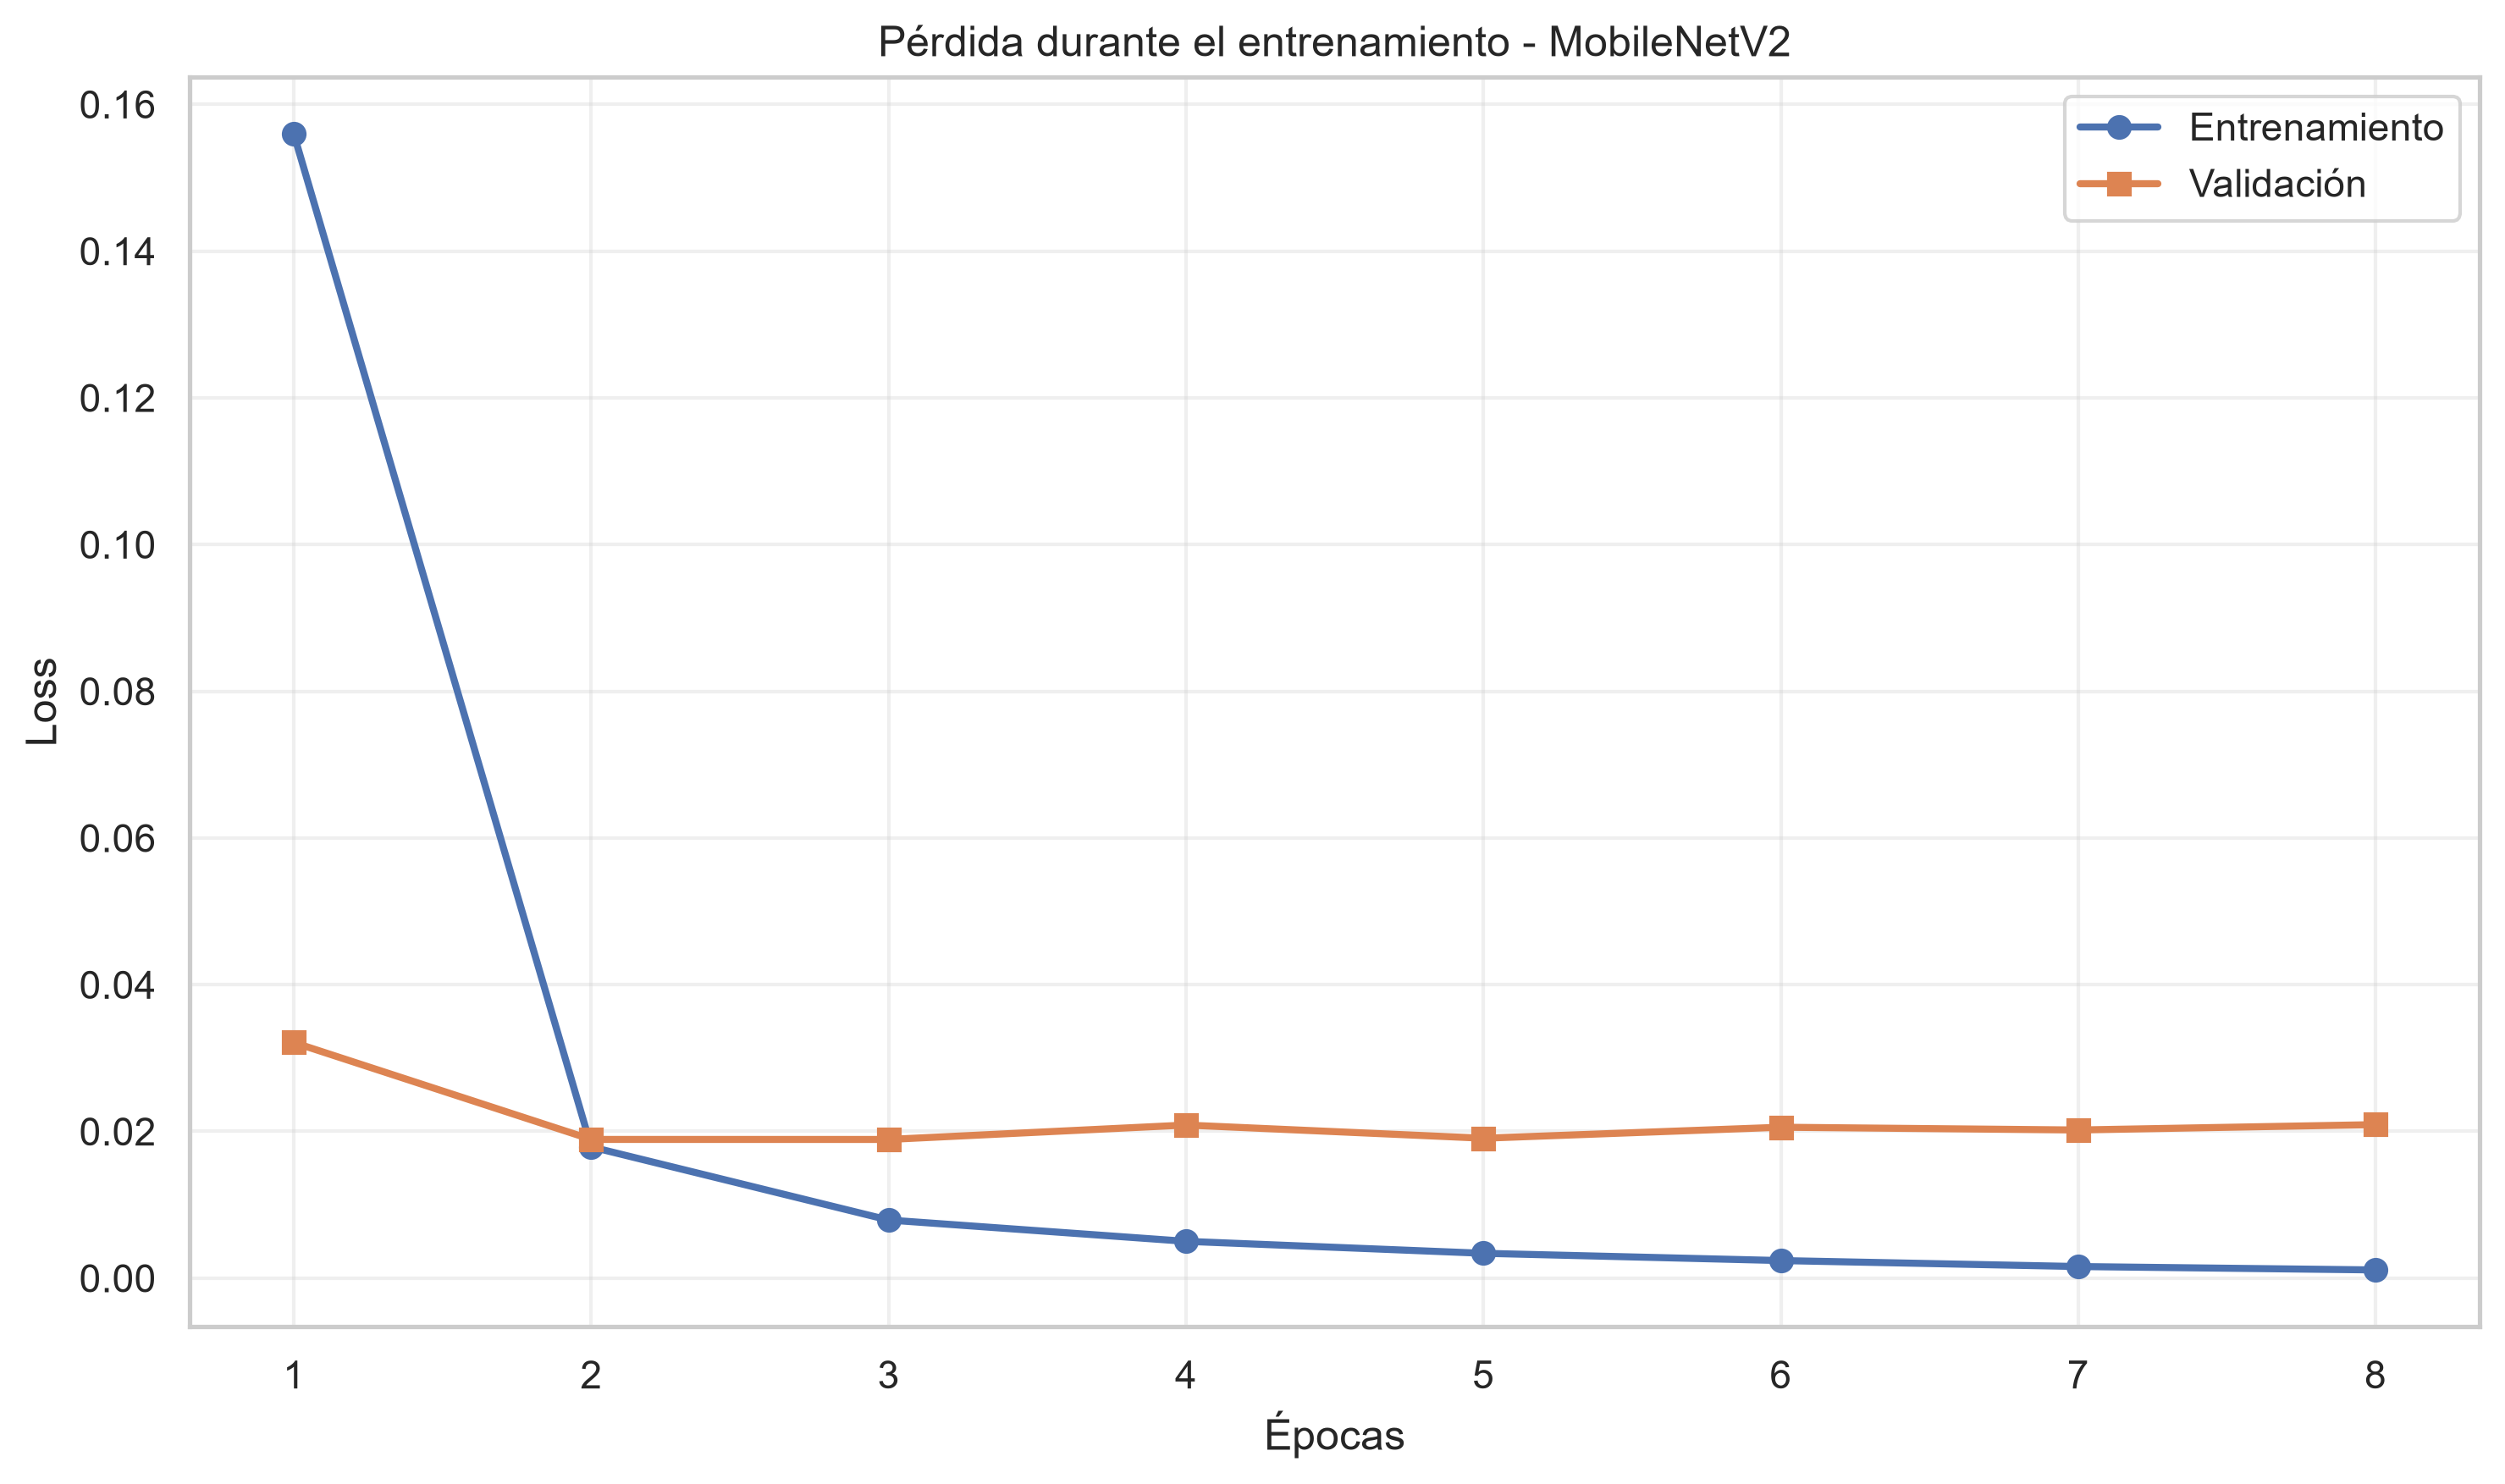 Pérdida durante el entrenamiento - MobileNetV2
Entrenamiento
Validación
0.16
0.14
0.12
0.10
0.08
0.06
0.04
0.02
0.00
Loss
1 2 3 4 5 6 7 8
Épocas